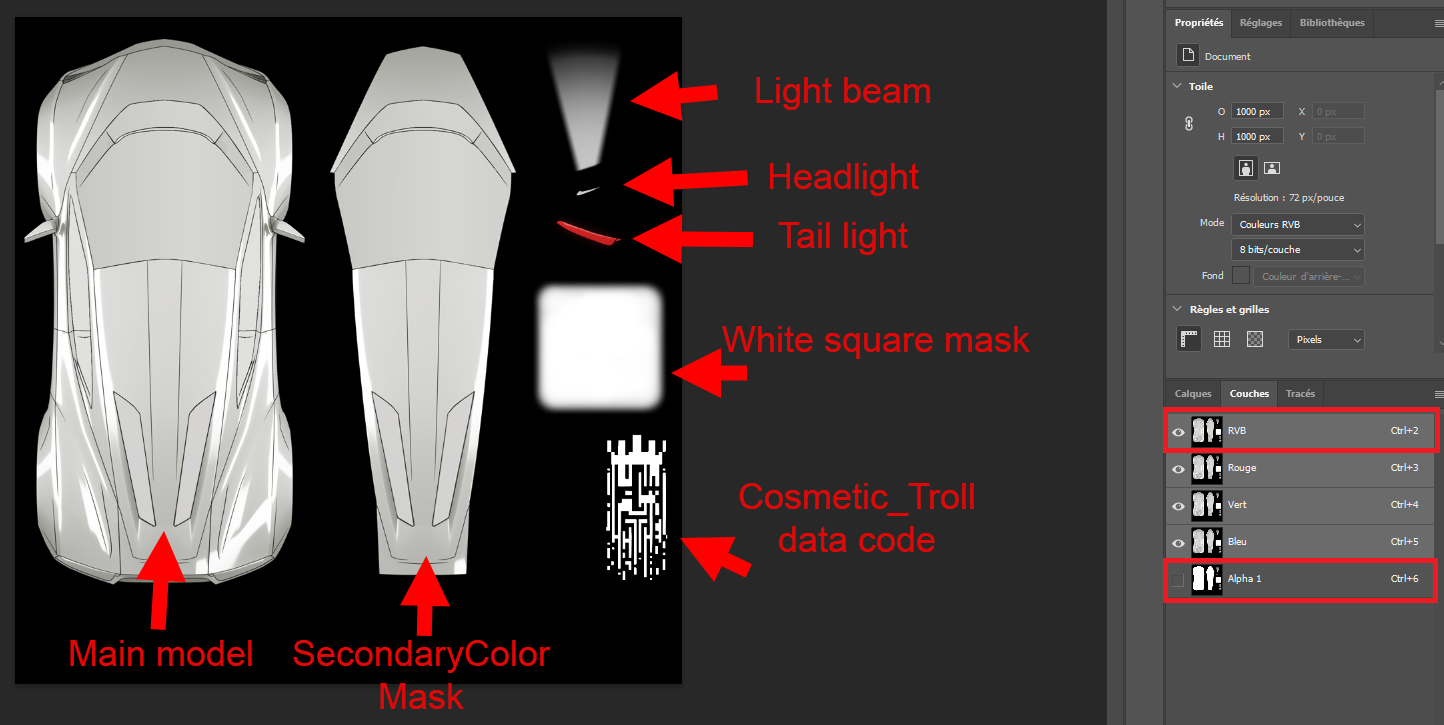 Light beam
Headlight
Tail light
White square mask
Cosmetic_Troll
data code
Main model
SecondaryColor
Mask
Propriétés Réglages Bibliothèques
Document
Toile
O 1000 px X 0 px
H 1000 px Y 0 px
Résolution : 72 px/pouce
Mode Couleurs RVB
8 bits/couche
Fond Couleur d'arrière-...
Règles et grilles
Pixels
Calques Couches Tracés
RVB Ctrl+2
Rouge Ctrl+3
Vert Ctrl+4
Bleu Ctrl+5
Alpha 1 Ctrl+6